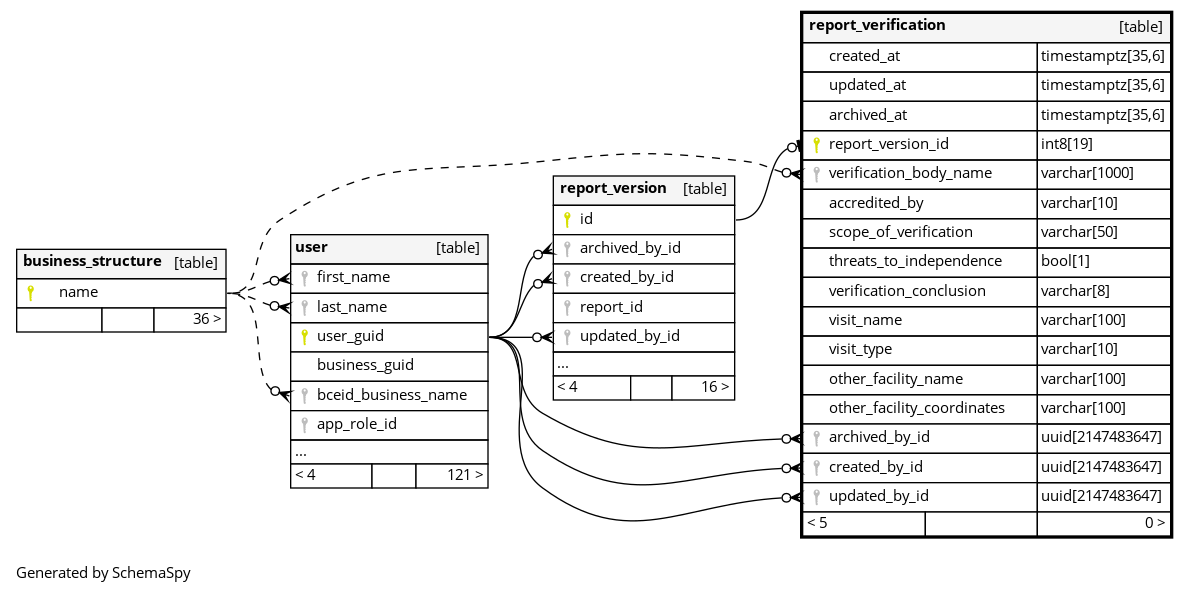 business_structure [table]
name
36 >
user [table]
first_name
last_name
user_guid
business_guid
bceid_business_name
app_role_id
...
< 4 121 >
report_version [table]
id
archived_by_id
created_by_id
report_id
updated_by_id
...
< 4 16 >
report_verification [table]
created_at timestamptz[35,6]
updated_at timestamptz[35,6]
archived_at timestamptz[35,6]
report_version_id int8[19]
verification_body_name varchar[1000]
accredited_by varchar[10]
scope_of_verification varchar[50]
threats_to_independence bool[1]
verification_conclusion varchar[8]
visit_name varchar[100]
visit_type varchar[10]
other_facility_name varchar[100]
other_facility_coordinates varchar[100]
archived_by_id uuid[2147483647]
created_by_id uuid[2147483647]
updated_by_id uuid[2147483647]
< 5 0 >
Generated by SchemaSpy